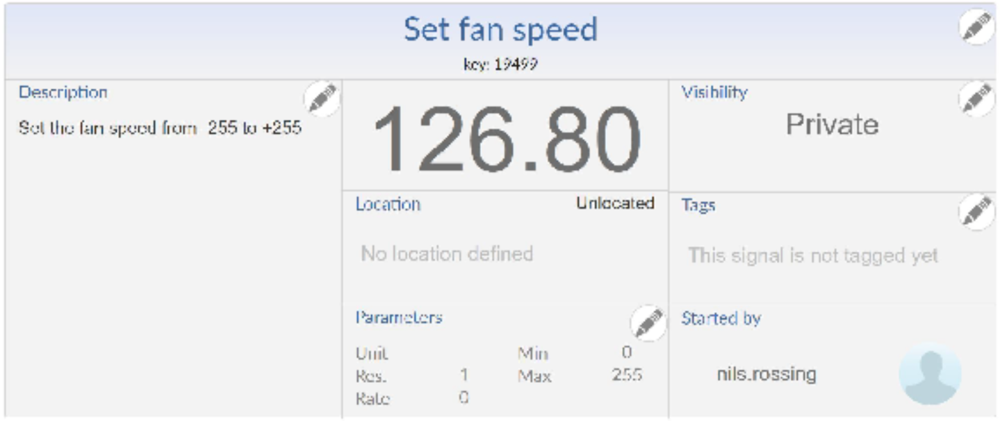 Set fan speed
key: 19499
Description
Set the fan speed from -255 to +255
126.80
Visibility
Private
Location Unlocated
No location defined
Tags
This signal is not tagged yet
Parameters
Unit Min 0
Res. 1 Max 255
Rate 0
Started by
nils.rossing